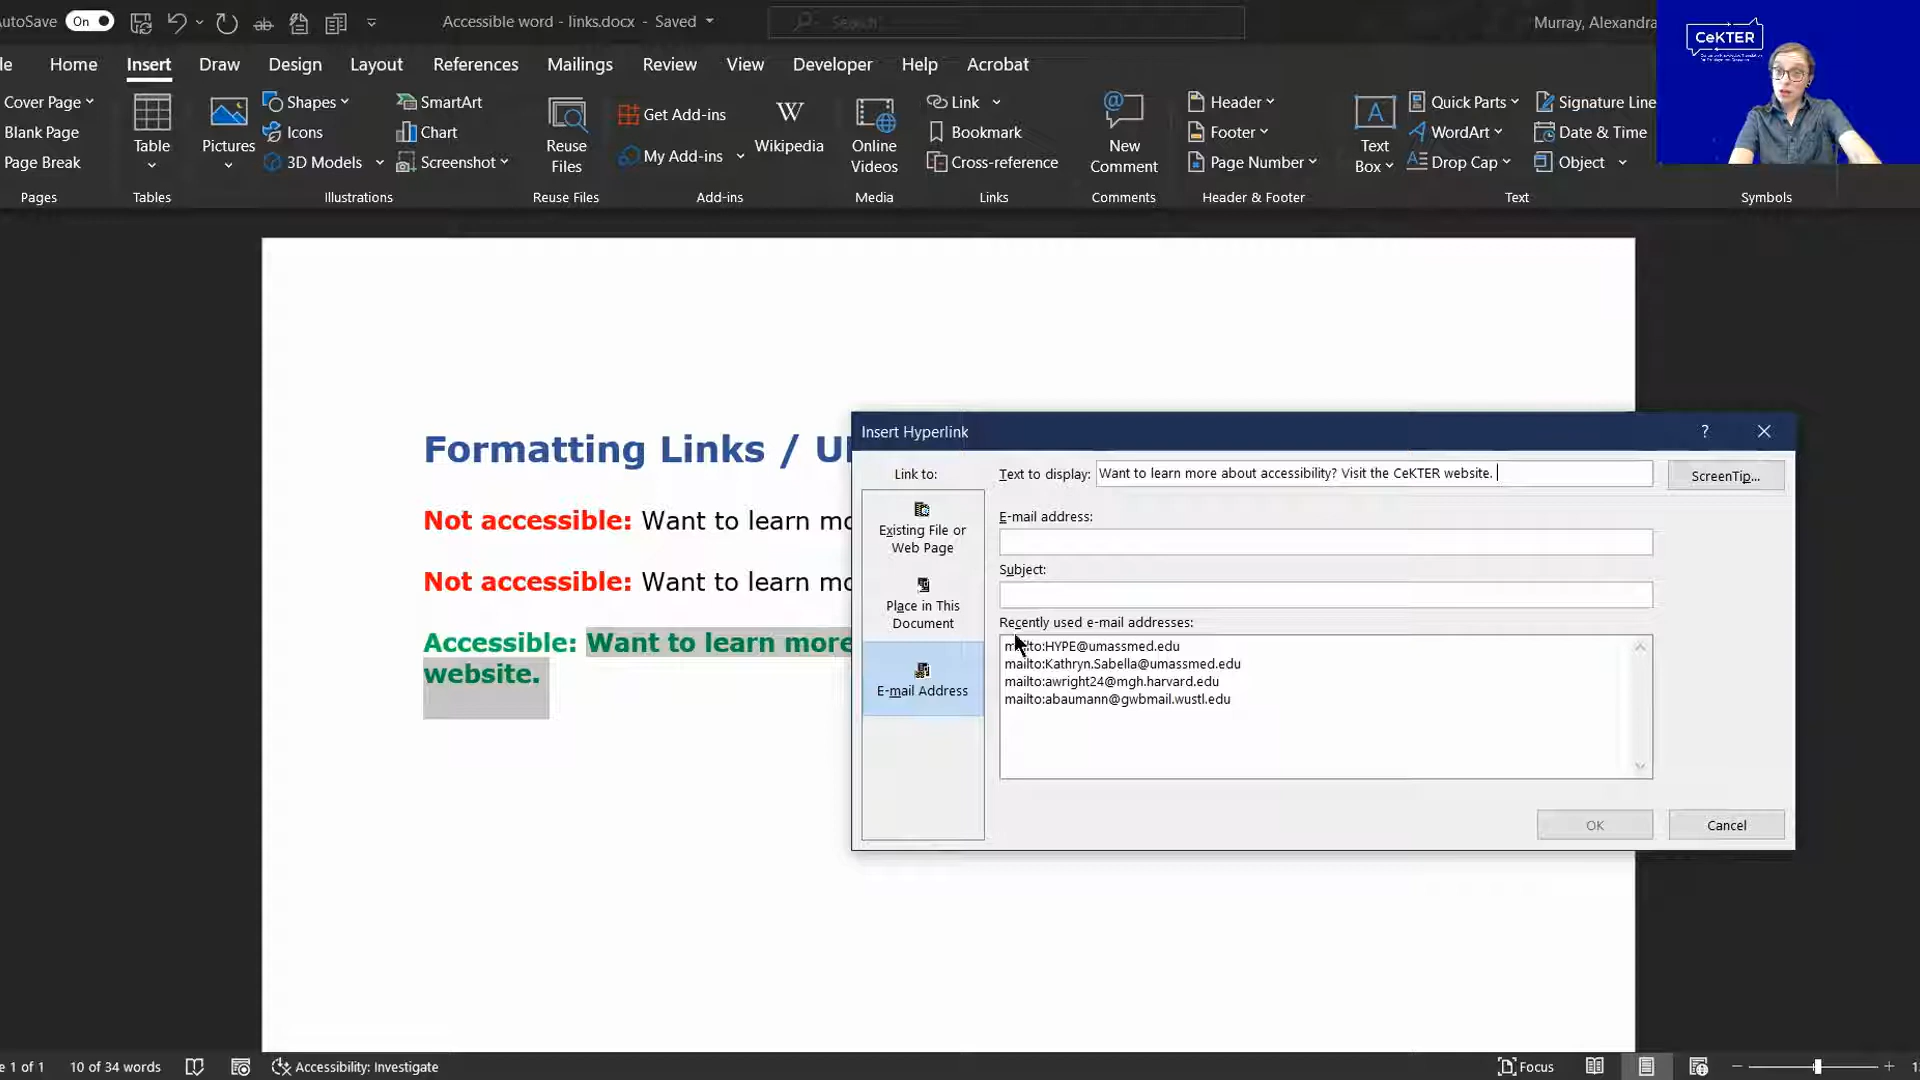 AutoSave On Accessible word - links.docx - Saved Search Murray, Alexandra
CeKTER
le Home Insert Draw Design Layout References Mailings Review View Developer Help Acrobat
Cover Page
Blank Page
Page Break
Pages
Table
Tables
Pictures
Shapes
Icons
3D Models
SmartArt
Chart
Screenshot
Illustrations
Reuse
Files
Reuse Files
Get Add-ins
My Add-ins
Wikipedia
Add-ins
Online
Videos
Media
Link
Bookmark
Cross-reference
Links
New
Comment
Comments
Header
Footer
Page Number
Header & Footer
Text
Box
Quick Parts
WordArt
Drop Cap
Signature Line
Date & Time
Object
Text
Symbols
Formatting Links / U
Not accessible: Want to learn mo
Not accessible: Want to learn mo
Accessible: Want to learn more
website.
Insert Hyperlink
Link to:
Existing File or
Web Page
Place in This
Document
E-mail Address
Text to display: Want to learn more about accessibility? Visit the CeKTER website.
ScreenTip...
E-mail address:
Subject:
Recently used e-mail addresses:
mailto:HYPE@umassmed.edu
mailto:Kathryn.Sabella@umassmed.edu
mailto:awright24@mgh.harvard.edu
mailto:abaumann@gwbmail.wustl.edu
OK Cancel
e 1 of 1 10 of 34 words Accessibility: Investigate Focus